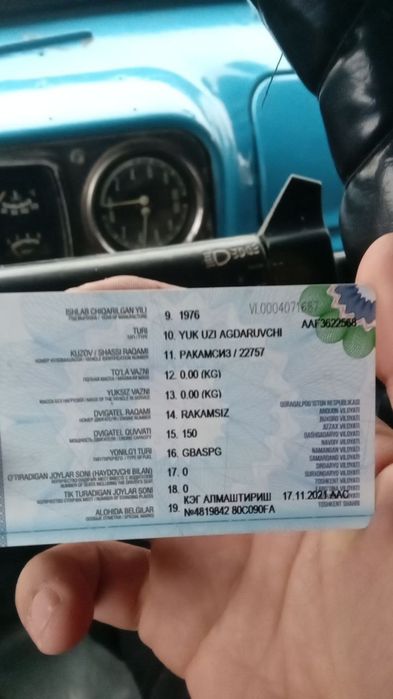 VL0004071687
AAF3622568
ISHLAB CHIQARILGAN YILI 9. 1976
TURI 10. YUK UZI AGDARUVCHI
KUZOV / SHASSI RAQAMI 11. РАКАМСИЗ / 22757
TO'LA VAZNI 12. 0.00 (KG)
YUKSIZ VAZNI 13. 0.00 (KG)
DVIGATEL RAQAMI 14. RAKAMSIZ
DVIGATEL QUVVATI 15. 150
YONILG'I TURI 16. GBASPG
O'TIRADIGAN JOYLAR SONI (HAYDOVCHI BILAN) 17. 0
TIK TURADIGAN JOYLAR SONI 18. 0
ALOHIDA BELGILAR 19. КЭГ АЛМАШТИРИШ 17.11.2021 AAC
№4819842 80C090FA
QORAQALPOG'ISTON RESPUBLIKASI
ANDIJON VILOYATI
BUXORO VILOYATI
JIZZAX VILOYATI
QASHQADARYO VILOYATI
NAVOIY VILOYATI
NAMANGAN VILOYATI
SAMARQAND VILOYATI
SIRDARYO VILOYATI
SURXONDARYO VILOYATI
TOSHKENT VILOYATI
TOSHKENT SHAHRI